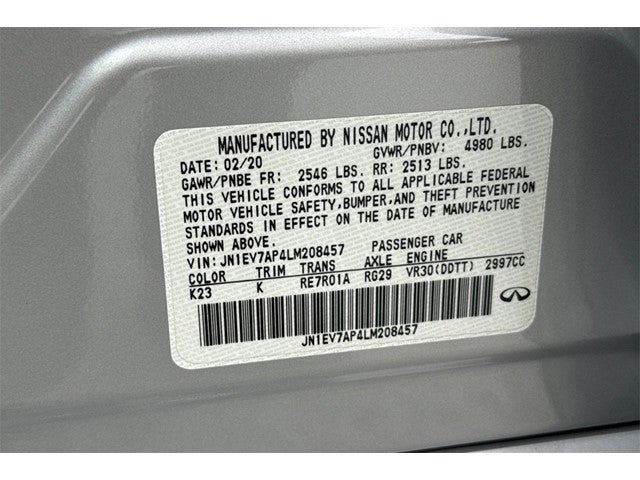 MANUFACTURED BY NISSAN MOTOR CO.,LTD.
DATE: 02/20 GVWR/PNBV: 4980 LBS.
GAWR/PNBE FR: 2546 LBS. RR: 2513 LBS.
THIS VEHICLE CONFORMS TO ALL APPLICABLE FEDERAL
MOTOR VEHICLE SAFETY,BUMPER,AND THEFT PREVENTION
STANDARDS IN EFFECT ON THE DATE OF MANUFACTURE
SHOWN ABOVE.
VIN:JN1EV7AP4LM208457 PASSENGER CAR
COLOR TRIM TRANS AXLE ENGINE
K23 K RE7R01A RG29 VR30(DDTT) 2997CC
JN1EV7AP4LM208457